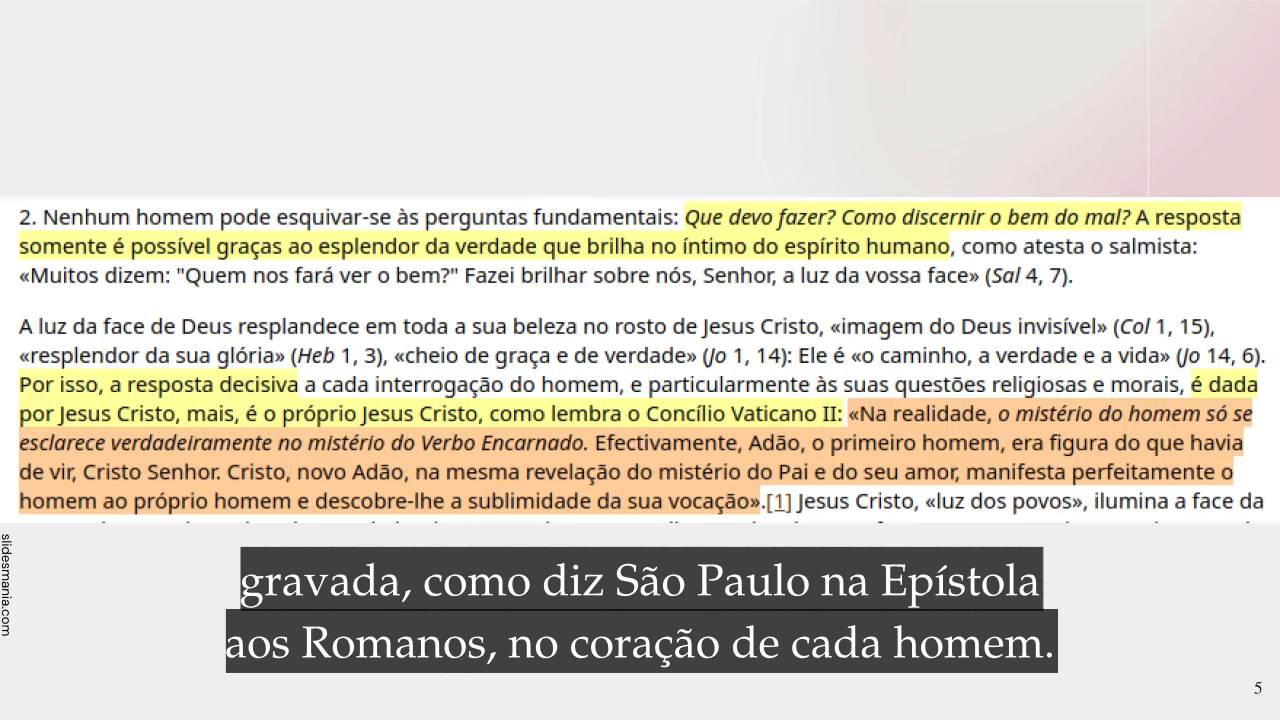 2. Nenhum homem pode esquivar-se às perguntas fundamentais: Que devo fazer? Como discernir o bem do mal? A resposta
somente é possível graças ao esplendor da verdade que brilha no íntimo do espírito humano, como atesta o salmista:
«Muitos dizem: "Quem nos fará ver o bem?" Fazei brilhar sobre nós, Senhor, a luz da vossa face» (Sal 4, 7).
A luz da face de Deus resplandece em toda a sua beleza no rosto de Jesus Cristo, «imagem do Deus invisível» (Col 1, 15),
«resplendor da sua glória» (Heb 1, 3), «cheio de graça e de verdade» (Jo 1, 14): Ele é «o caminho, a verdade e a vida» (Jo 14, 6).
Por isso, a resposta decisiva a cada interrogação do homem, e particularmente às suas questões religiosas e morais, é dada
por Jesus Cristo, mais, é o próprio Jesus Cristo, como lembra o Concílio Vaticano II: «Na realidade, o mistério do homem só se
esclarece verdadeiramente no mistério do Verbo Encarnado. Efectivamente, Adão, o primeiro homem, era figura do que havia
de vir, Cristo Senhor. Cristo, novo Adão, na mesma revelação do mistério do Pai e do seu amor, manifesta perfeitamente o
homem ao próprio homem e descobre-lhe a sublimidade da sua vocação».[1] Jesus Cristo, «luz dos povos», ilumina a face da
slidesmania.com
gravada, como diz São Paulo na Epístola
aos Romanos, no coração de cada homem.
5